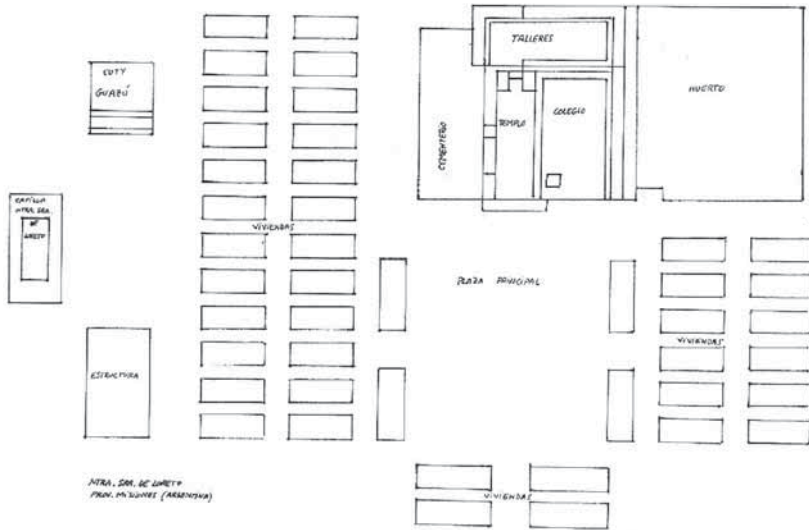 TALLERES
COTY
GUAZÚ
HUERTO
CEMENTERIO
TEMPLO
COLEGIO
CAPILLA
NTRA. SRA.
DE
LORETO
VIVIENDAS
PLAZA PRINCIPAL
VIVIENDAS
ESTRUCTURA
NTRA. SRA. DE LORETO
PROV. MISIONES (ARGENTINA)
VIVIENDAS